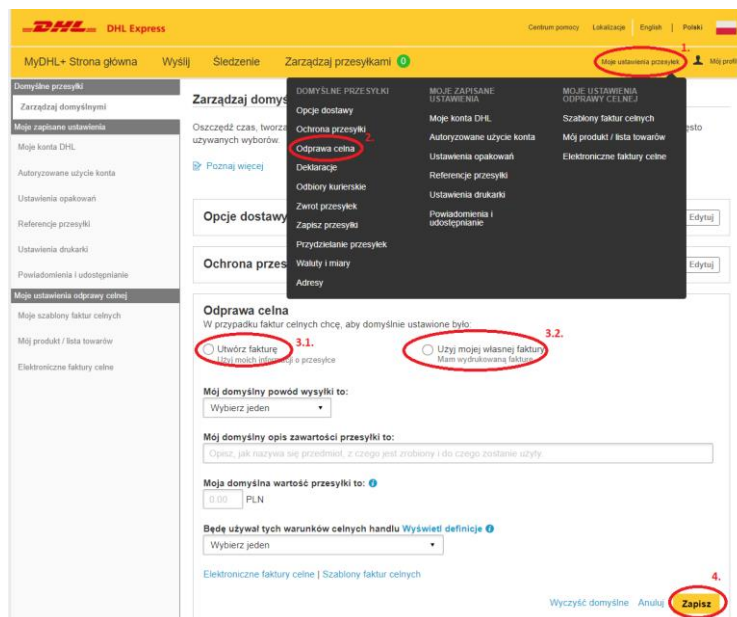 DHL Express
Centrum pomocy Lokalizacje English | Polski
1.
MyDHL+ Strona główna Wyślij Śledzenie Zarządzaj przesyłkami 0 Moje ustawienia przesyłek Mój profil
Domyślne przesyłki
Zarządzaj domyślnymi
Moje zapisane ustawienia
Moje konta DHL
Autoryzowane użycie konta
Ustawienia opakowań
Referencje przesyłki
Ustawienia drukarki
Powiadomienia i udostępnianie
Moje ustawienia odprawy celnej
Moje szablony faktur celnych
Mój produkt / lista towarów
Elektroniczne faktury celne
Zarządzaj domyś
Oszczędź czas, tworza
używanych wyborów.
Poznaj więcej
ęsto
DOMYŚLNE PRZESYŁKI
Opcje dostawy
Ochrona przesyłki
2.
Odprawa celna
Deklaracje
Odbiory kurierskie
Zwrot przesyłek
Zapisz przesyłki
Przydzielanie przesyłek
Waluty i miary
Adresy
MOJE ZAPISANE
USTAWIENIA
Moje konta DHL
Autoryzowane użycie konta
Ustawienia opakowań
Referencje przesyłki
Ustawienia drukarki
Powiadomienia i
udostępnianie
MOJE USTAWIENIA
ODPRAWY CELNEJ
Szablony faktur celnych
Mój produkt / lista towarów
Elektroniczne faktury celne
Opcje dostawy Edytuj
Ochrona przes Edytuj
Odprawa celna
W przypadku faktur celnych chcę, aby domyślnie ustawione było:
3.1. 3.2.
Utwórz fakturę Użyj mojej własnej faktury
Użyj moich informacji o przesyłce Mam wydrukowaną fakturę
Mój domyślny powód wysyłki to:
Wybierz jeden
Mój domyślny opis zawartości przesyłki to:
Opisz, jak nazywa się przedmiot, z czego jest zrobiony i do czego zostanie użyty.
Moja domyślna wartość przesyłki to:
0.00 PLN
Będę używał tych warunków celnych handlu Wyświetl definicje
Wybierz jeden
Elektroniczne faktury celne | Szablony faktur celnych
4.
Wyczyść domyślne Anuluj Zapisz